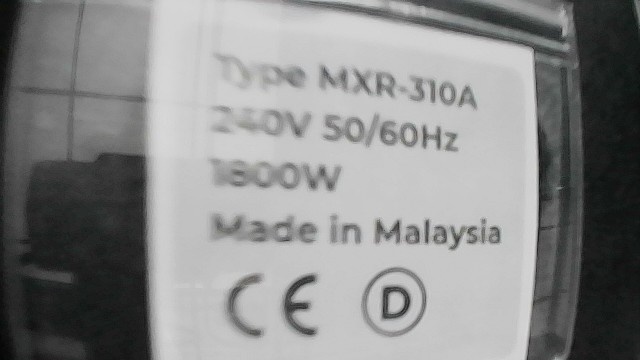 Type MXR-310A
240V 50/60Hz
1800W
Made in Malaysia
CE D